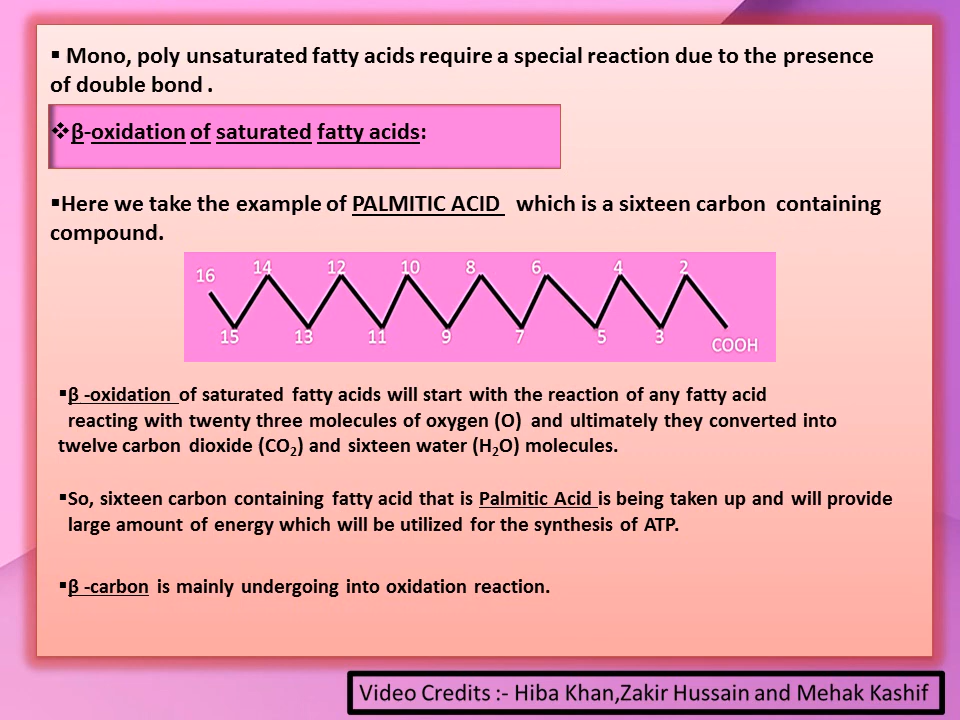 ▪ Mono, poly unsaturated fatty acids require a special reaction due to the presence
of double bond .
❖β-oxidation of saturated fatty acids:
▪Here we take the example of PALMITIC ACID which is a sixteen carbon containing
compound.
16 14 12 10 8 6 4 2
15 13 11 9 7 5 3 COOH
▪β -oxidation of saturated fatty acids will start with the reaction of any fatty acid
reacting with twenty three molecules of oxygen (O) and ultimately they converted into
twelve carbon dioxide (CO₂) and sixteen water (H₂O) molecules.
▪So, sixteen carbon containing fatty acid that is Palmitic Acid is being taken up and will provide
large amount of energy which will be utilized for the synthesis of ATP.
▪β -carbon is mainly undergoing into oxidation reaction.
Video Credits :- Hiba Khan,Zakir Hussain and Mehak Kashif